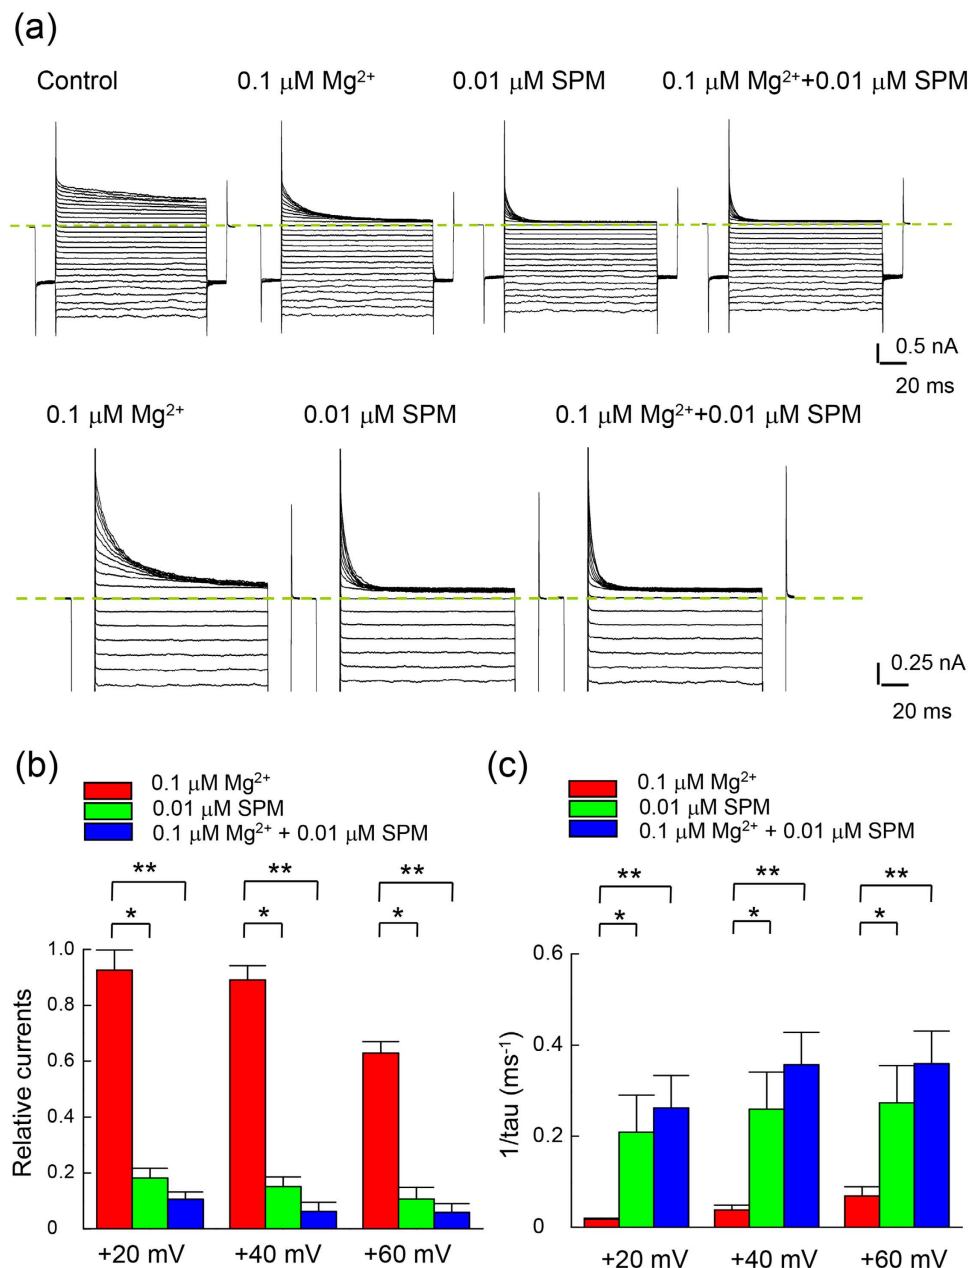 (a)
Control 0.1 μM Mg²⁺ 0.01 μM SPM 0.1 μM Mg²⁺+0.01 μM SPM
0.5 nA
20 ms
0.1 μM Mg²⁺ 0.01 μM SPM 0.1 μM Mg²⁺+0.01 μM SPM
0.25 nA
20 ms
(b)
0.1 μM Mg²⁺
0.01 μM SPM
0.1 μM Mg²⁺ + 0.01 μM SPM
** ** **
* * *
Relative currents
1.0
0.8
0.6
0.4
0.2
0
+20 mV +40 mV +60 mV
(c)
0.1 μM Mg²⁺
0.01 μM SPM
0.1 μM Mg²⁺ + 0.01 μM SPM
** ** **
* * *
1/tau (ms⁻¹)
0.6
0.4
0.2
0
+20 mV +40 mV +60 mV